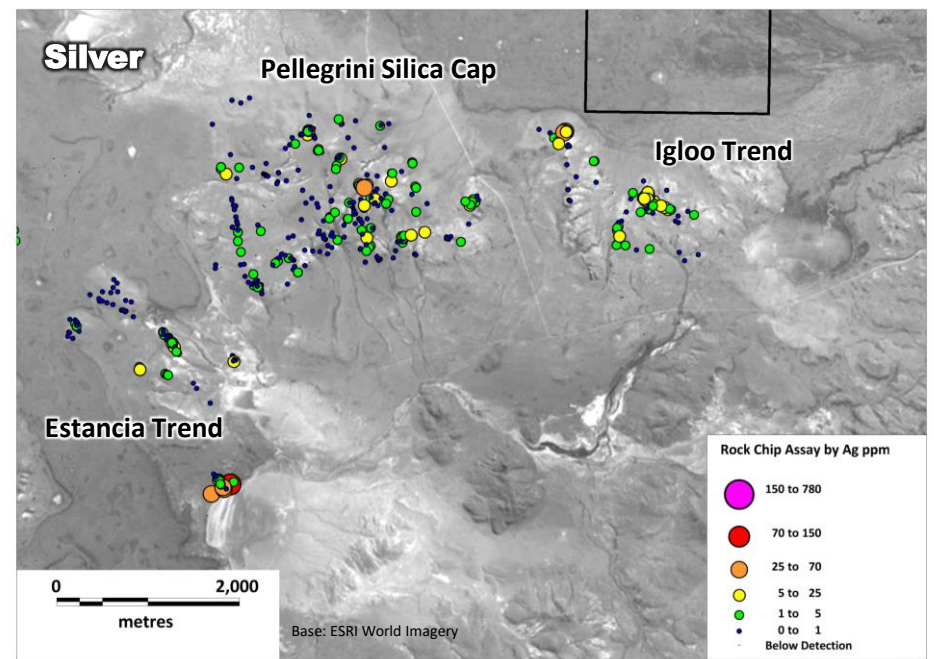 Silver
Pellegrini Silica Cap
Igloo Trend
Estancia Trend
Rock Chip Assay by Ag ppm
150 to 780
70 to 150
25 to 70
5 to 25
1 to 5
0 to 1
Below Detection
0 2,000
metres
Base: ESRI World Imagery